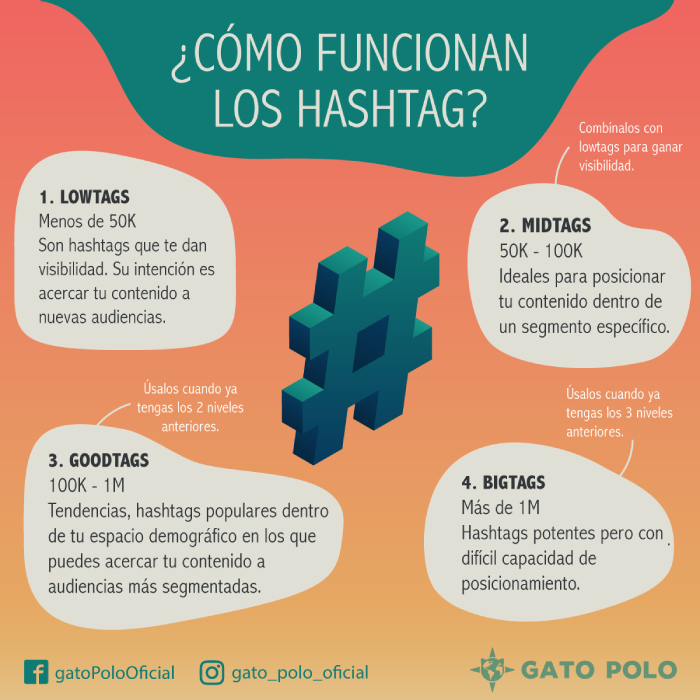 ¿CÓMO FUNCIONAN
LOS HASHTAG?
1. LOWTAGS
Menos de 50K
Son hashtags que te dan
visibilidad. Su intención es
acercar tu contenido a
nuevas audiencias.
Combínalos con
lowtags para ganar
visibilidad.
2. MIDTAGS
50K - 100K
Ideales para posicionar
tu contenido dentro de
un segmento específico.
Úsalos cuando ya
tengas los 2 niveles
anteriores.
3. GOODTAGS
100K - 1M
Tendencias, hashtags populares dentro
de tu espacio demográfico en los que
puedes acercar tu contenido a
audiencias más segmentadas.
Úsalos cuando ya
tengas los 3 niveles
anteriores.
4. BIGTAGS
Más de 1M
Hashtags potentes pero con
difícil capacidad de
posicionamiento.
gatoPoloOficial
gato_polo_oficial
GATO POLO